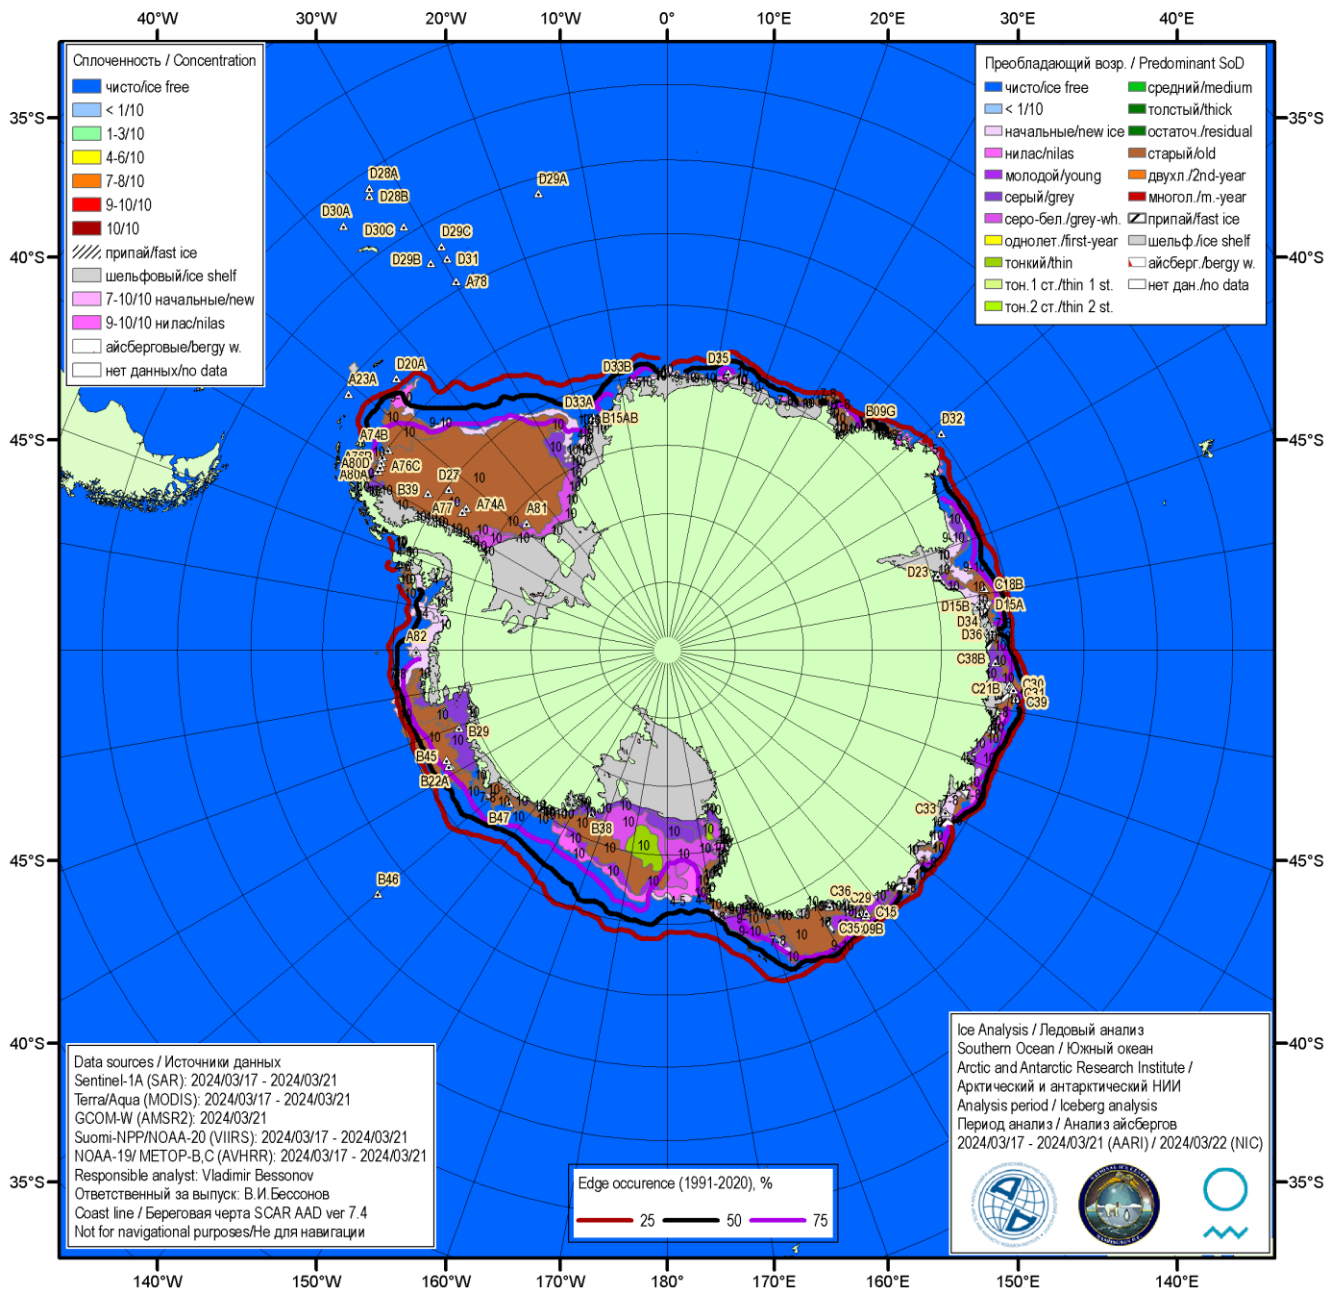 40°W 30°W 20°W 10°W 0° 10°E 20°E 30°E 40°E
Сплоченность / Concentration
чисто/ice free
< 1/10
1-3/10
4-6/10
7-8/10
9-10/10
10/10
припай/fast ice
шельфовый/ice shelf
7-10/10 начальные/new
9-10/10 нилас/nilas
айсберговые/bergy w.
нет данных/no data
Преобладающий возр. / Predominant SoD
чисто/ice free
< 1/10
начальные/new ice
нилас/nilas
молодой/young
серый/grey
серо-бел./grey-wh.
однолет./first-year
тонкий/thin
тон.1 ст./thin 1 st.
тон.2 ст./thin 2 st.
средний/medium
толстый/thick
остаточ./residual
старый/old
двухл./2nd-year
многол./m.-year
припай/fast ice
шельф./ice shelf
айсберг./bergy w.
нет дан./no data
35°S
35°S
40°S
40°S
45°S
45°S
45°S
45°S
40°S
40°S
35°S
35°S
D28A
D28B
D29A
D30A
D30C
D29C
D29B
D31
A78
D20A
A23A
D33B
D35
D33A
B15AB
B09G
D32
A74B
A80D
A76C
A80A
B39
D27
A77
A74A
A81
D23
C18B
D15B
D15A
D34
D36
A82
C38B
C21B
C30
C31
C39
B29
B45
B22A
B47
B38
C33
B46
C36
C29
C15
C35
Data sources / Источники данных
Sentinel-1A (SAR): 2024/03/17 - 2024/03/21
Terra/Aqua (MODIS): 2024/03/17 - 2024/03/21
GCOM-W (AMSR2): 2024/03/21
Suomi-NPP/NOAA-20 (VIIRS): 2024/03/17 - 2024/03/21
NOAA-19/ METOP-B,C (AVHRR): 2024/03/17 - 2024/03/21
Responsible analyst: Vladimir Bessonov
Ответственный за выпуск: В.И.Бессонов
Coast line / Береговая черта SCAR AAD ver 7.4
Not for navigational purposes/Не для навигации
Edge occurence (1991-2020), %
25 50 75
Ice Analysis / Ледовый анализ
Southern Ocean / Южный океан
Arctic and Antarctic Research Institute /
Арктический и антарктический НИИ
Analysis period / Iceberg analysis
Период анализ / Анализ айсбергов
2024/03/17 - 2024/03/21 (AARI) / 2024/03/22 (NIC)
140°W 150°W 160°W 170°W 180° 170°E 160°E 150°E 140°E